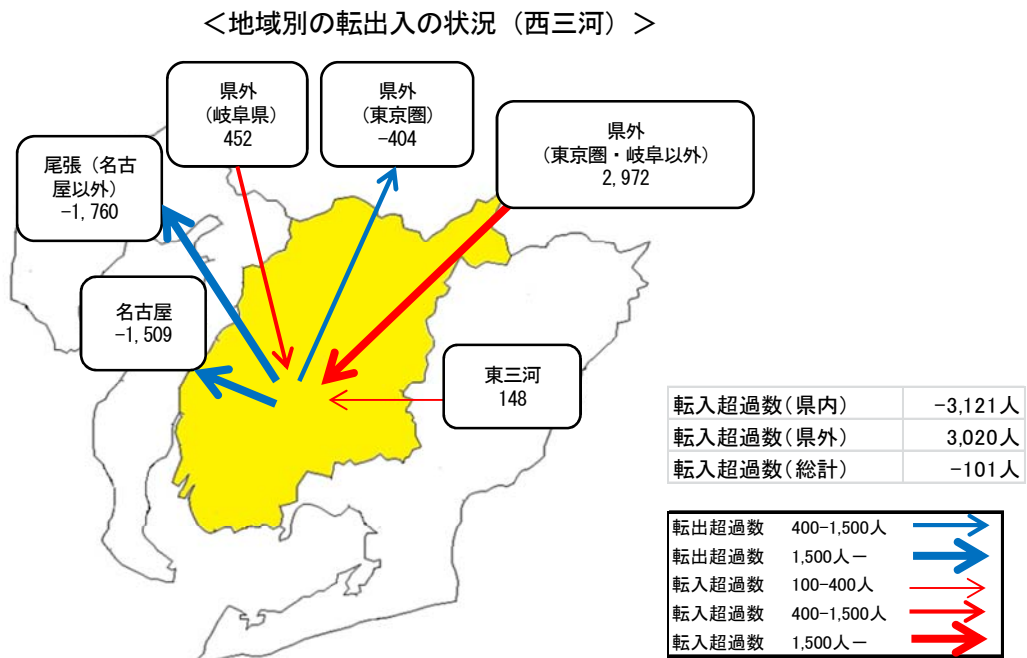 ＜地域別の転出入の状況（西三河）＞
県外
（岐阜県）
452
県外
（東京圏）
-404
県外
（東京圏・岐阜以外）
2,972
尾張（名古
屋以外）
-1,760
名古屋
-1,509
東三河
148
転入超過数（県内） -3,121人
転入超過数（県外） 3,020人
転入超過数（総計） -101人
転出超過数 400-1,500人
転出超過数 1,500人－
転入超過数 100-400人
転入超過数 400-1,500人
転入超過数 1,500人－